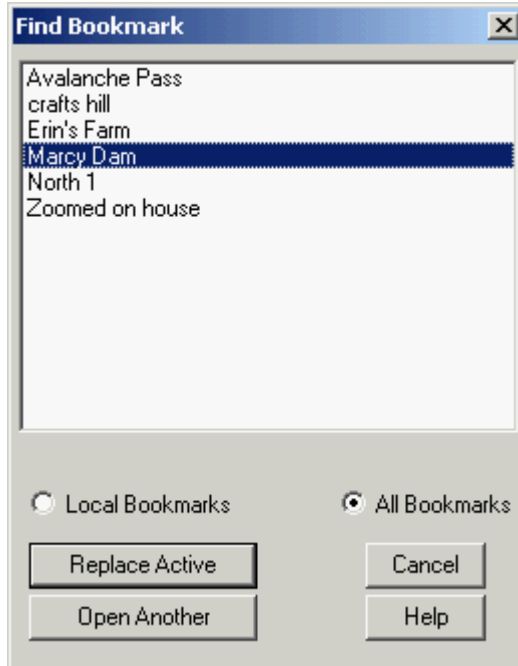 Find Bookmark
Avalanche Pass
crafts hill
Erin's Farm
Marcy Dam
North 1
Zoomed on house
Local Bookmarks All Bookmarks
Replace Active Cancel
Open Another Help